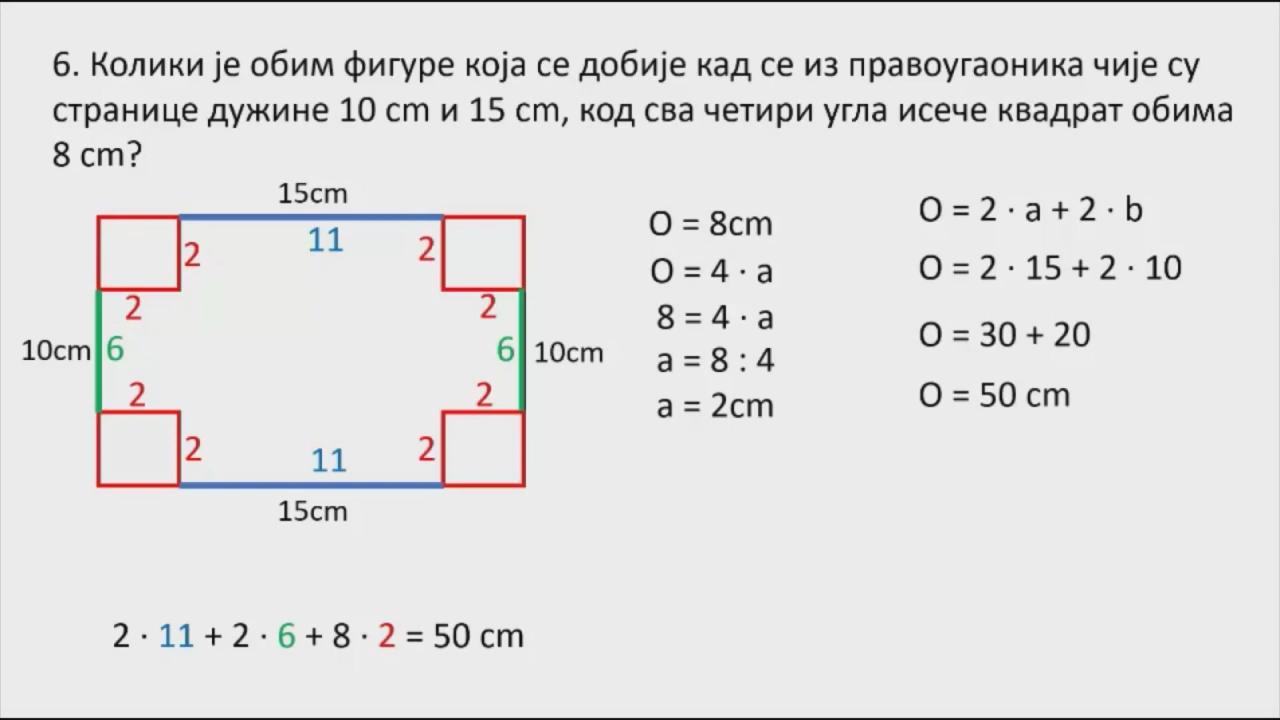 6. Колики је обим фигуре која се добије кад се из правоугаоника чије су
странице дужине 10 cm и 15 cm, код сва четири угла исече квадрат обима
8 cm?
15cm
11
2
2
2
2
10cm
6
6
10cm
2
2
2
2
11
15cm
O = 8cm
O = 4 · a
8 = 4 · a
a = 8 : 4
a = 2cm
O = 2 · a + 2 · b
O = 2 · 15 + 2 · 10
O = 30 + 20
O = 50 cm
2 · 11 + 2 · 6 + 8 · 2 = 50 cm